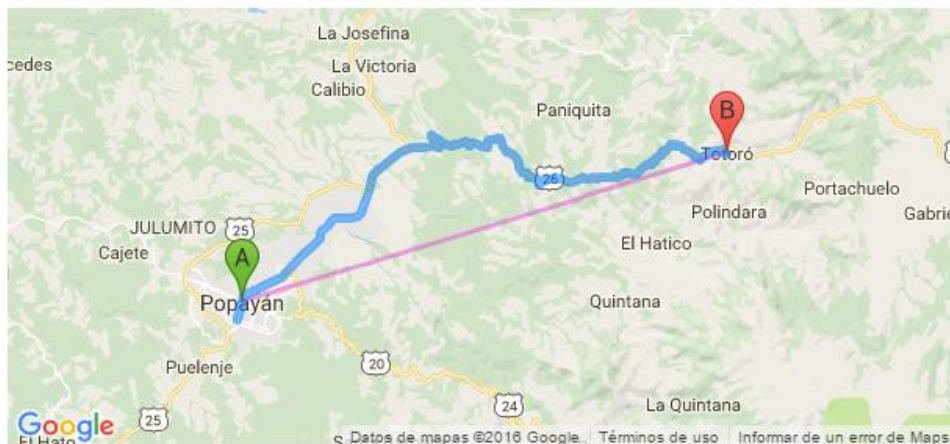 La Josefina
cedes
La Victoria
Calibio
Paniquita
B
Totoró
26
Portachuelo
Polindara
Gabrie
JULUMITO 25
El Hatico
Cajete
A
Popayán
Quintana
Puelenje
20
24
La Quintana
25
Google
El Hato
Datos de mapas ©2016 Google Términos de uso Informar de un error de Maps